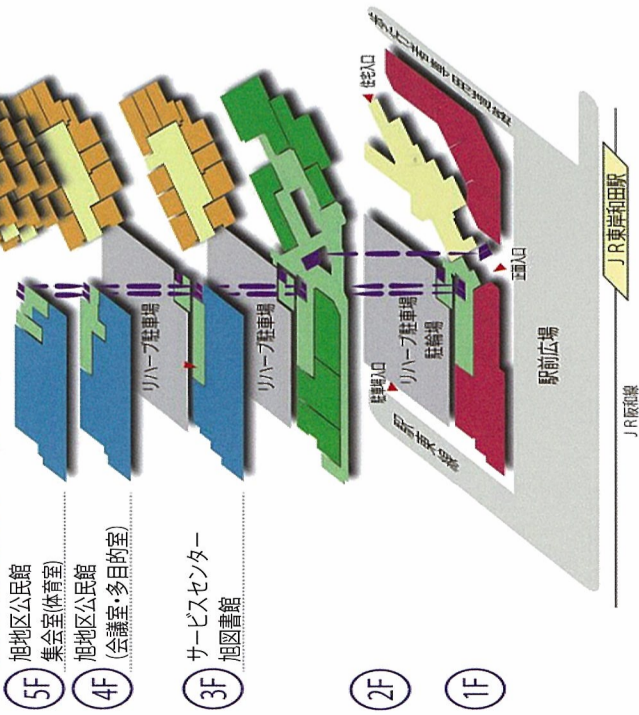 5F
旭地区公民館
集会室(体育室)
4F
旭地区公民館
(会議室・多目的室)
3F
サービスセンター
旭図書館
2F
1F
リハープ駐車場
リハープ駐車場
リハープ駐車場
駐輪場
駐車場入口
住宅入口
正面入口
駅前広場
JR東岸和田駅
JR阪和線